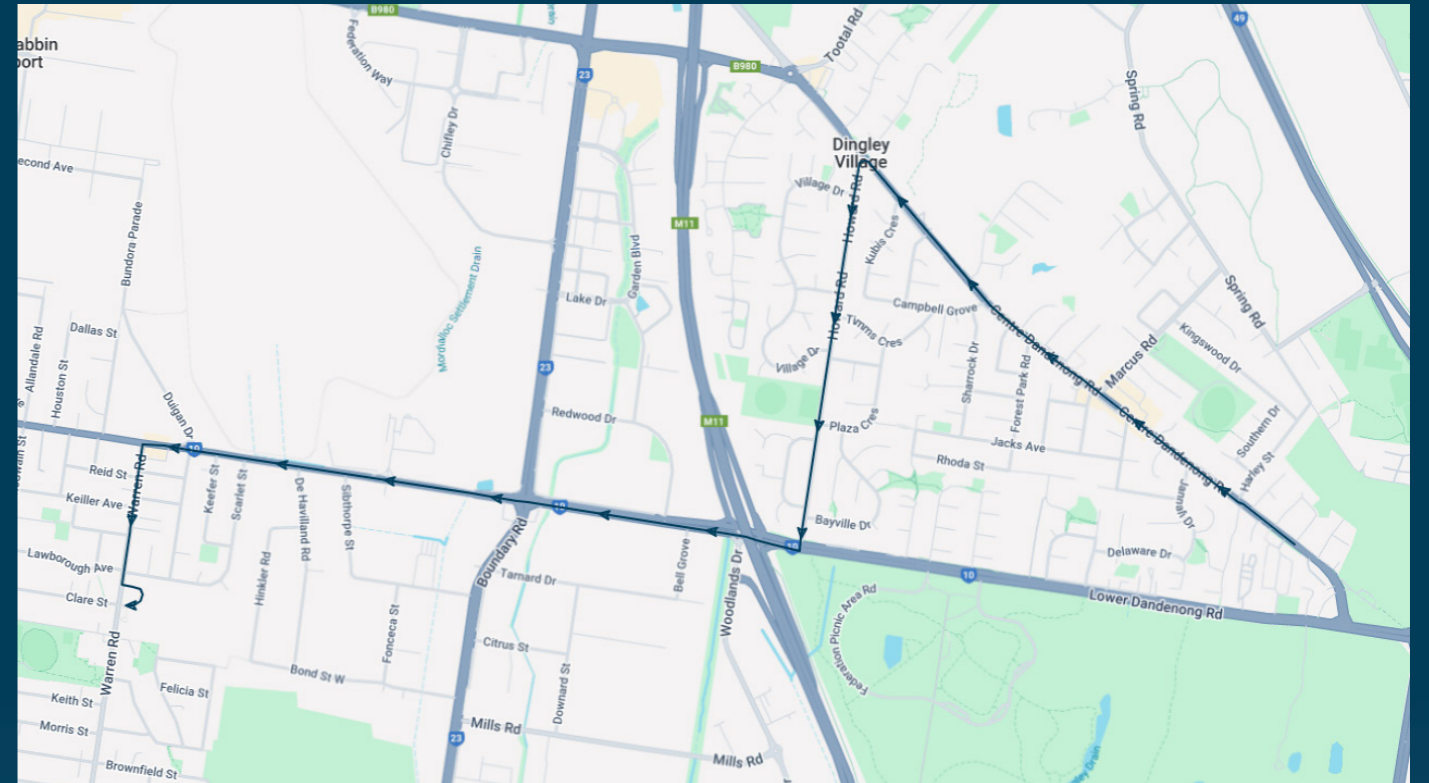 B980
abbin
port
Federation Way
23
Tootal Rd
B980
49
Spring Rd
Chifley Dr
Dingley
Village
econd Ave
Village Dr
Howard Rd
Bundora Parade
M11
Kubis Cres
Mordialloc Settlement Drain
Garden Blvd
Lake Dr
Howard Rd
Campbell Grove
Spring Rd
Centre Dandenong Rd
Dallas St
Tymms Cres
Kingswood Dr
Allandale Rd
Houston St
Village Dr
Marcus Rd
23
Sharrock Dr
Forest Park Rd
Duigan Dr
Redwood Dr
M11
Plaza Cres
Centre Dandenong Rd
Southern Dr
Jacks Ave
10
Rhoda St
Harley St
Warren Rd
Reid St
Keefer St
Scarlet St
De Havilland Rd
Sibthorpe St
Keiller Ave
10
Bayville Dr
10
Delaware Dr
Boundary Rd
Lawborough Ave
Hinkler Rd
Tarnard Dr
Bell Grove
Woodlands Dr
10
Lower Dandenong Rd
Clare St
Federation Picnic Area Rd
Fonceca St
Citrus St
Warren Rd
Bond St W
Downard St
Felicia St
Keith St
Mills Rd
Morris St
23
Mills Rd
Brownfield St
Drain